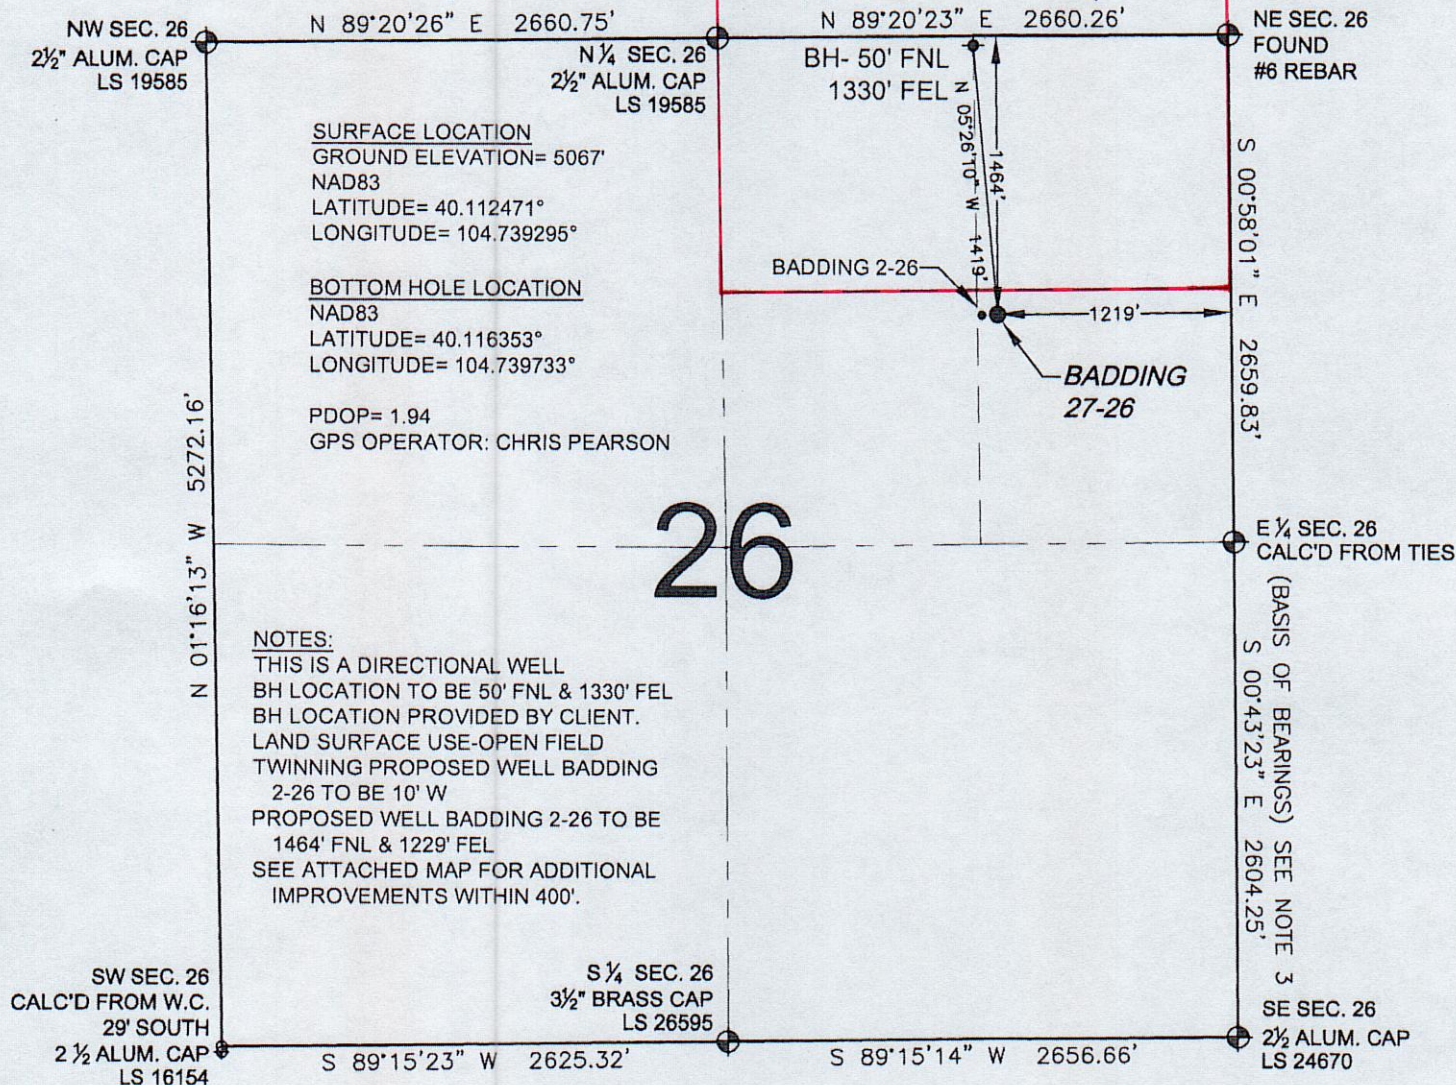 NW SEC. 26
2½" ALUM. CAP
LS 19585
N 89°20'26" E 2660.75'
N ¼ SEC. 26
2½" ALUM. CAP
LS 19585
N 89°20'23" E 2660.26'
NE SEC. 26
FOUND
#6 REBAR
BH- 50' FNL
1330' FEL
N 05°26'10" W 1419'
1464'
S 00°58'01" E 2659.83'
SURFACE LOCATION
GROUND ELEVATION= 5067'
NAD83
LATITUDE= 40.112471°
LONGITUDE= 104.739295°
BOTTOM HOLE LOCATION
NAD83
LATITUDE= 40.116353°
LONGITUDE= 104.739733°
PDOP= 1.94
GPS OPERATOR: CHRIS PEARSON
BADDING 2-26
1219'
BADDING
27-26
N 01°16'13" W 5272.16'
26
E ¼ SEC. 26
CALC'D FROM TIES
(BASIS OF BEARINGS) SEE NOTE 3
S 00°43'23" E 2604.25'
NOTES:
THIS IS A DIRECTIONAL WELL
BH LOCATION TO BE 50' FNL & 1330' FEL
BH LOCATION PROVIDED BY CLIENT.
LAND SURFACE USE-OPEN FIELD
TWINNING PROPOSED WELL BADDING
2-26 TO BE 10' W
PROPOSED WELL BADDING 2-26 TO BE
1464' FNL & 1229' FEL
SEE ATTACHED MAP FOR ADDITIONAL
IMPROVEMENTS WITHIN 400'.
SW SEC. 26
CALC'D FROM W.C.
29' SOUTH
2 ½ ALUM. CAP
LS 16154
S 89°15'23" W 2625.32'
S ¼ SEC. 26
3½" BRASS CAP
LS 26595
S 89°15'14" W 2656.66'
SE SEC. 26
2½ ALUM. CAP
LS 24670